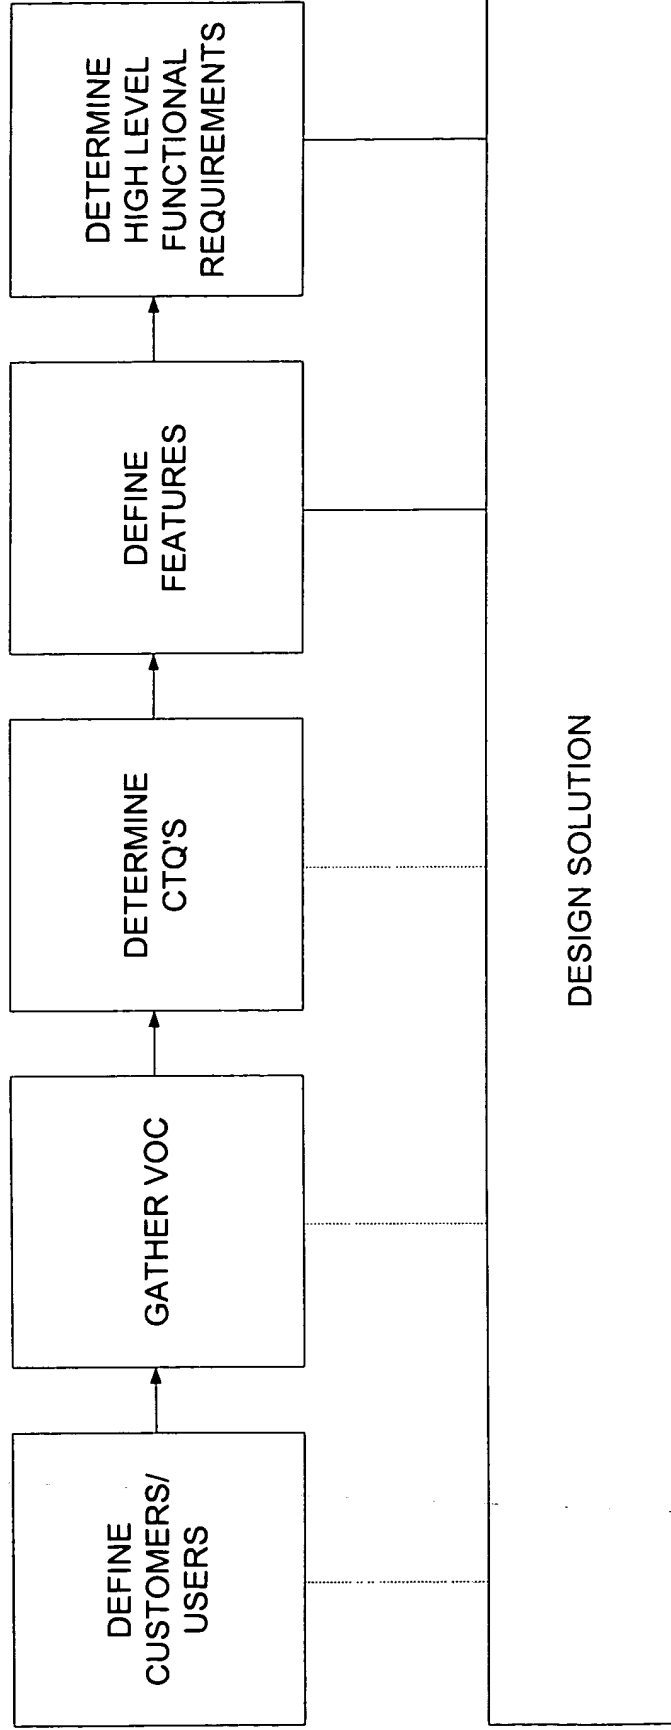 DEFINE
CUSTOMERS/
USERS
GATHER VOC
DETERMINE
CTQ'S
DEFINE
FEATURES
DETERMINE
HIGH LEVEL
FUNCTIONAL
REQUIREMENTS
DESIGN SOLUTION